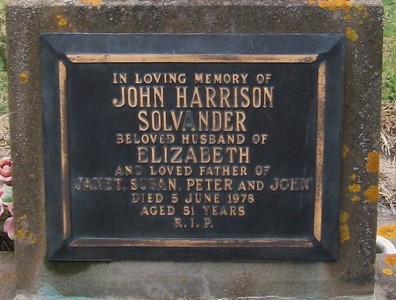 IN LOVING MEMORY OF
JOHN HARRISON
SOLVANDER
BELOVED HUSBAND OF
ELIZABETH
AND LOVED FATHER OF
JANET, SUSAN, PETER AND JOHN
DIED 5 JUNE 1978
AGED 51 YEARS
R.I.P.